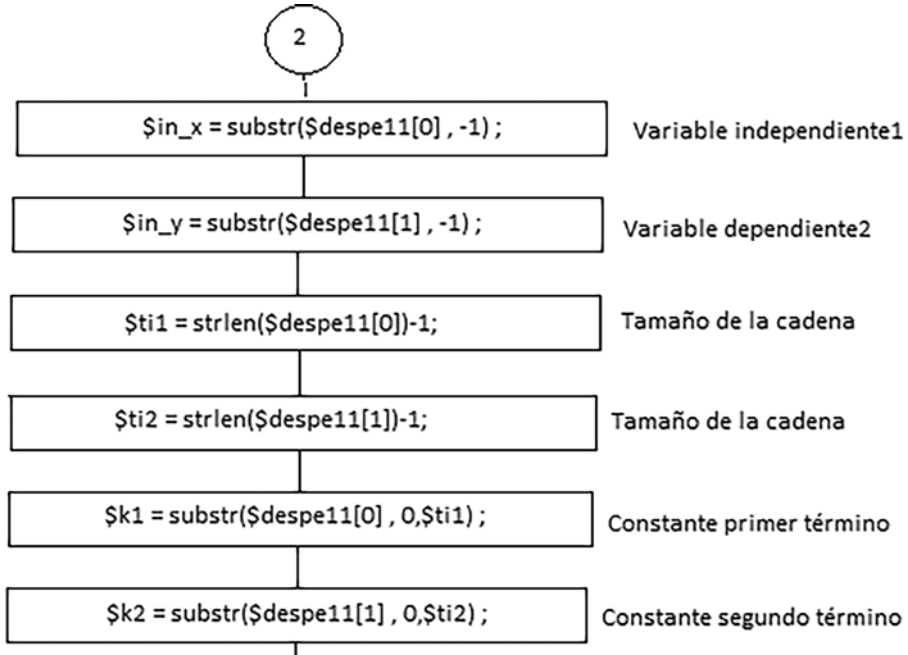 2
$in_x = substr($despe11[0] , -1) ;
Variable independiente1
$in_y = substr($despe11[1] , -1) ;
Variable dependiente2
$ti1 = strlen($despe11[0])-1;
Tamaño de la cadena
$ti2 = strlen($despe11[1])-1;
Tamaño de la cadena
$k1 = substr($despe11[0] , 0,$ti1) ;
Constante primer término
$k2 = substr($despe11[1] , 0,$ti2) ;
Constante segundo término